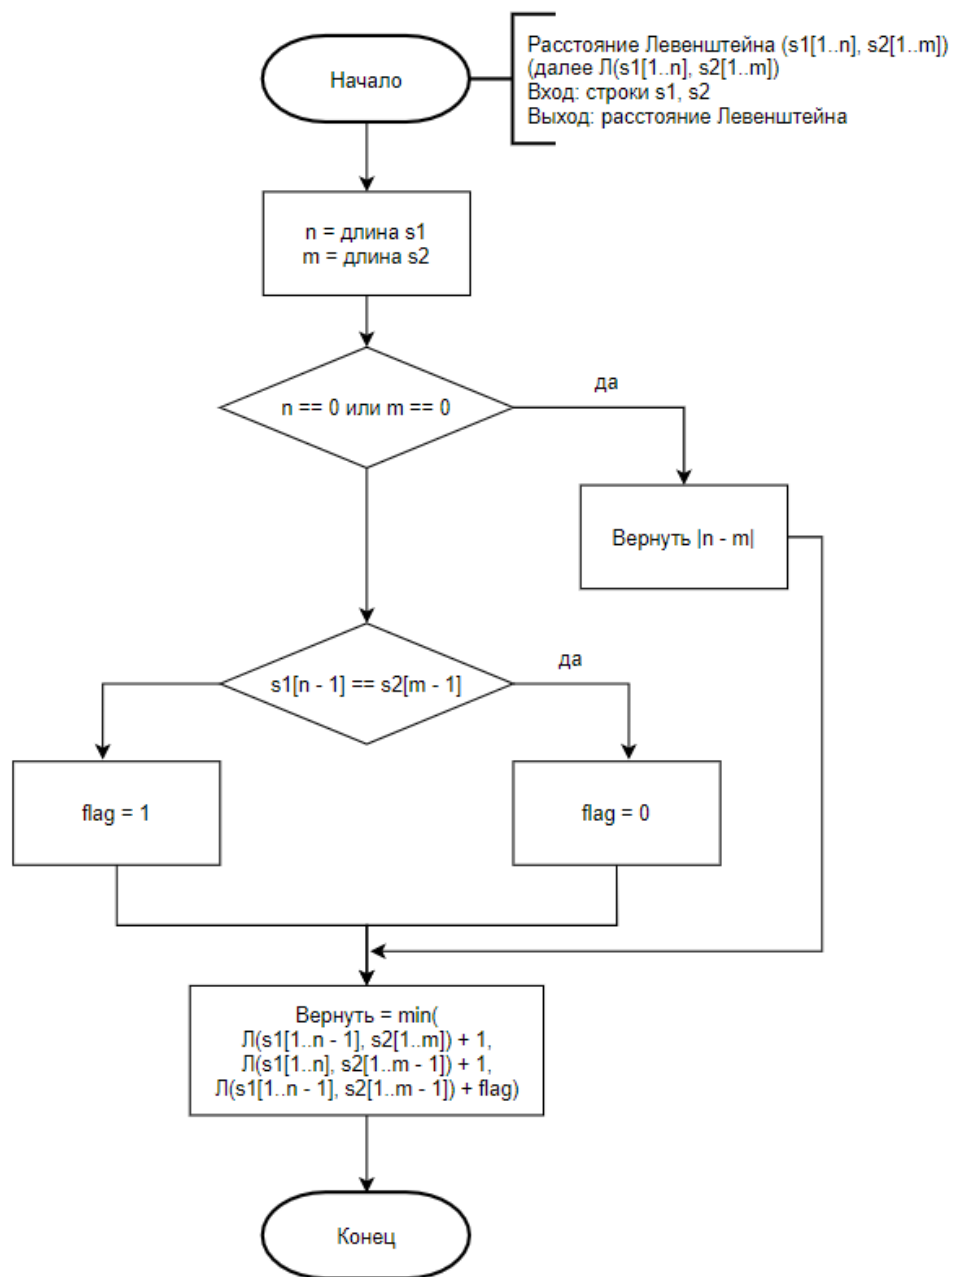 Начало
Расстояние Левенштейна (s1[1..n], s2[1..m])
(далее Л(s1[1..n], s2[1..m])
Вход: строки s1, s2
Выход: расстояние Левенштейна
n = длина s1
m = длина s2
n == 0 или m == 0
да
Вернуть |n - m|
s1[n - 1] == s2[m - 1]
да
flag = 1
flag = 0
Вернуть = min(
Л(s1[1..n - 1], s2[1..m]) + 1,
Л(s1[1..n], s2[1..m - 1]) + 1,
Л(s1[1..n - 1], s2[1..m - 1]) + flag)
Конец